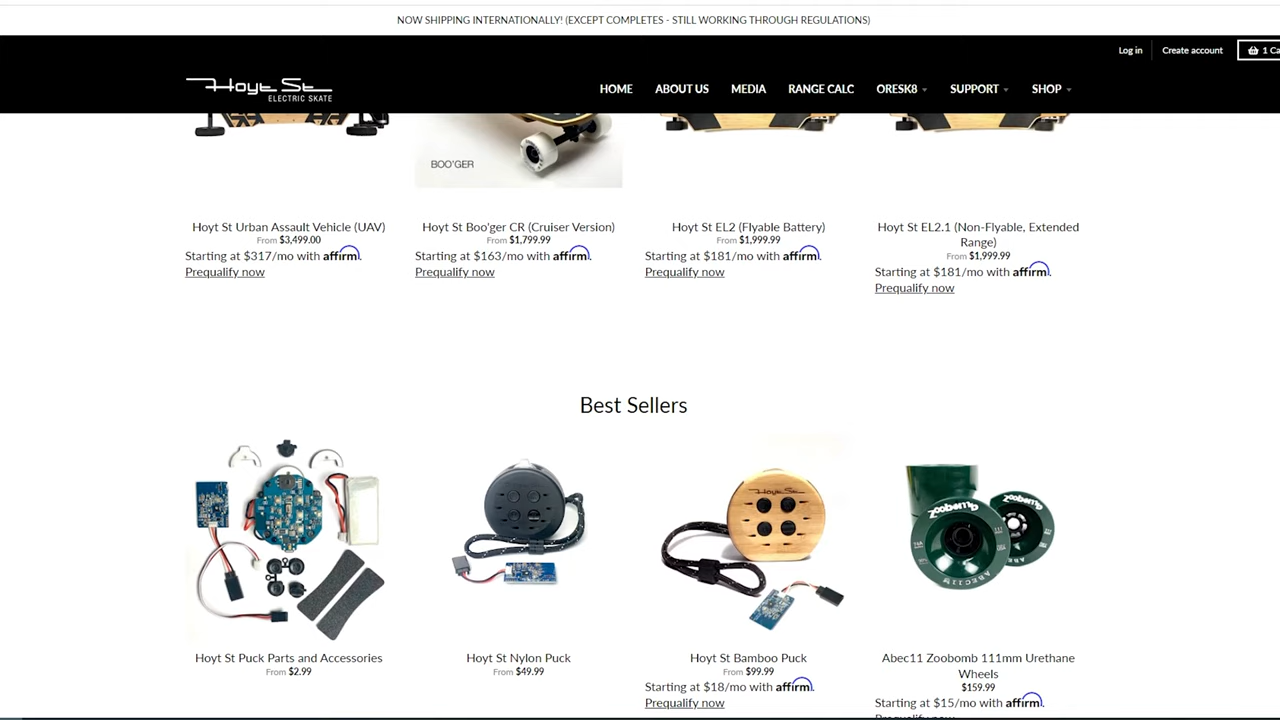 NOW SHIPPING INTERNATIONALLY! (EXCEPT COMPLETES - STILL WORKING THROUGH REGULATIONS)
Log in
Create account
1 Ca
Hoyt St
ELECTRIC SKATE
HOME
ABOUT US
MEDIA
RANGE CALC
ORESK8
SUPPORT
SHOP
BOO'GER
Hoyt St Urban Assault Vehicle (UAV)
From $3,499.00
Starting at $317/mo with affirm.
Prequalify now
Hoyt St Boo'ger CR (Cruiser Version)
From $1,799.99
Starting at $163/mo with affirm.
Prequalify now
Hoyt St EL2 (Flyable Battery)
From $1,999.99
Starting at $181/mo with affirm.
Prequalify now
Hoyt St EL2.1 (Non-Flyable, Extended
Range)
From $1,999.99
Starting at $181/mo with affirm.
Prequalify now
Best Sellers
Hoyt St
Zoobomb
Zoobomb
ABEC11
Hoyt St Puck Parts and Accessories
From $2.99
Hoyt St Nylon Puck
From $49.99
Hoyt St Bamboo Puck
From $99.99
Starting at $18/mo with affirm.
Prequalify now
Abec11 Zoobomb 111mm Urethane
Wheels
$159.99
Starting at $15/mo with affirm.
Prequalify now